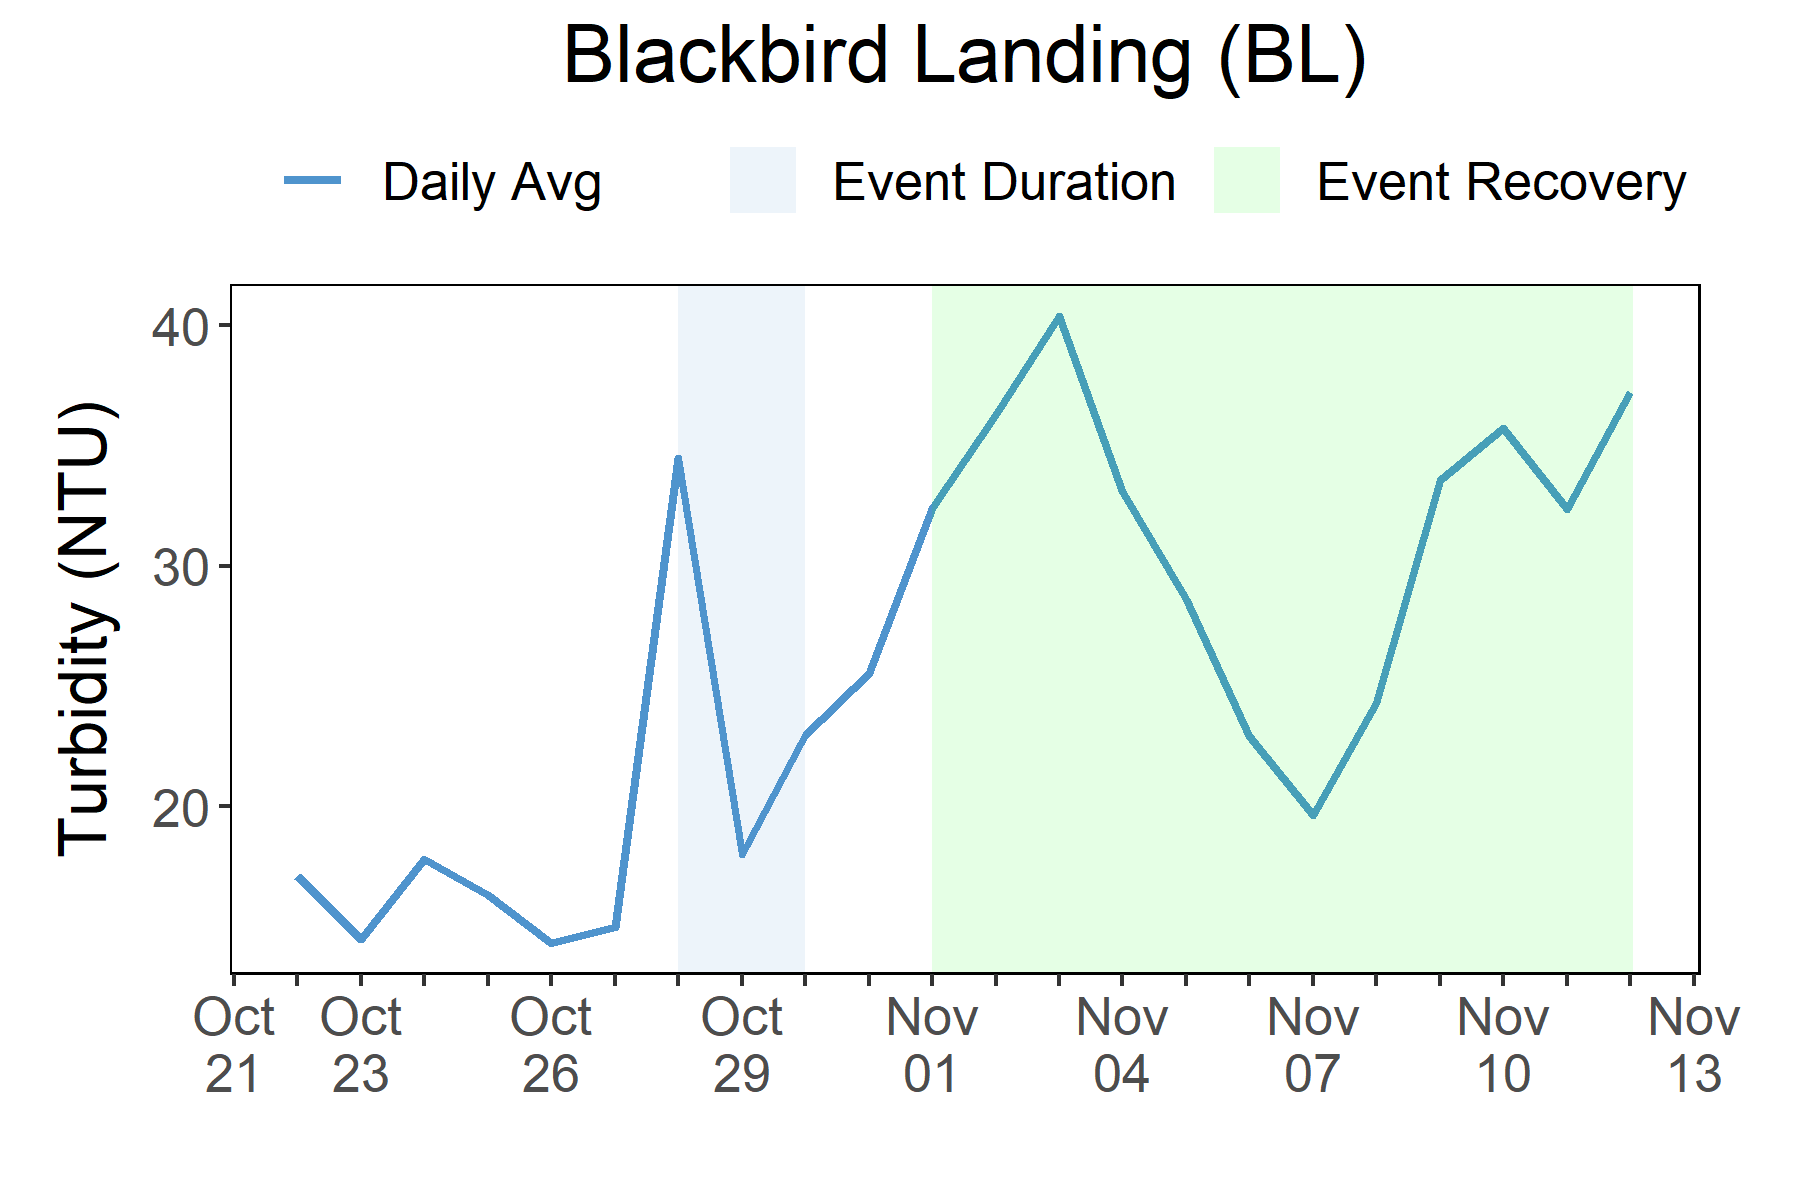 Blackbird Landing (BL)
Daily Avg Event Duration Event Recovery
Turbidity (NTU)
40
30
20
Oct Oct Oct Oct Nov Nov Nov Nov Nov
21 23 26 29 01 04 07 10 13